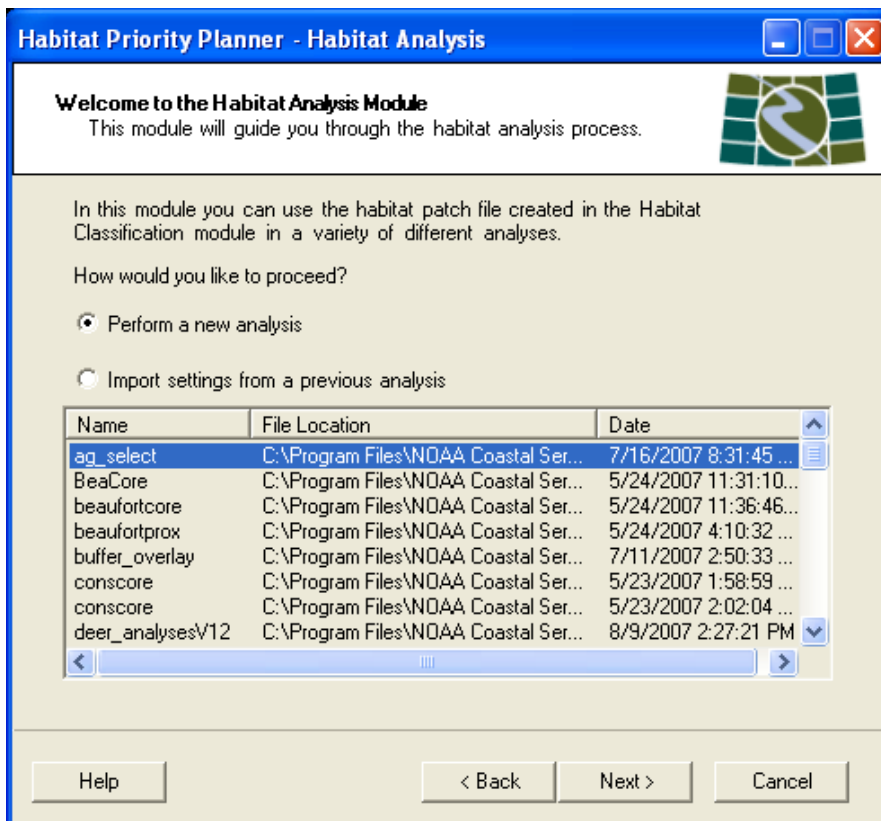 Habitat Priority Planner - Habitat Analysis
Welcome to the Habitat Analysis Module
This module will guide you through the habitat analysis process.
In this module you can use the habitat patch file created in the Habitat
Classification module in a variety of different analyses.
How would you like to proceed?
Perform a new analysis
Import settings from a previous analysis
Name File Location Date
ag_select C:\Program Files\NOAA Coastal Ser... 7/16/2007 8:31:45 ...
BeaCore C:\Program Files\NOAA Coastal Ser... 5/24/2007 11:31:10...
beaufortcore C:\Program Files\NOAA Coastal Ser... 5/24/2007 11:36:46...
beaufortprox C:\Program Files\NOAA Coastal Ser... 5/24/2007 4:10:32 ...
buffer_overlay C:\Program Files\NOAA Coastal Ser... 7/11/2007 2:50:33 ...
conscore C:\Program Files\NOAA Coastal Ser... 5/23/2007 1:58:59 ...
conscore C:\Program Files\NOAA Coastal Ser... 5/23/2007 2:02:04 ...
deer_analysesV12 C:\Program Files\NOAA Coastal Ser... 8/9/2007 2:27:21 PM
Help < Back Next > Cancel